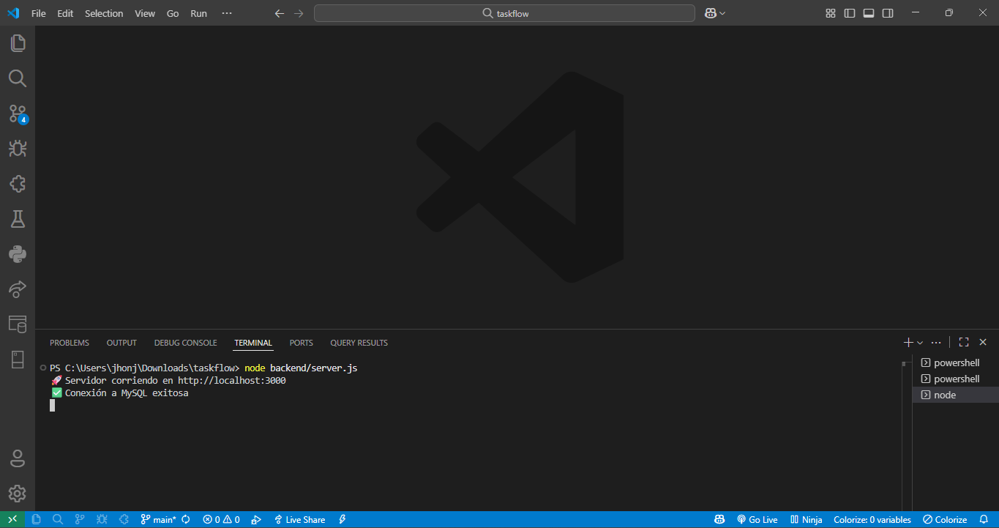 File Edit Selection View Go Run ···
taskflow
4
PROBLEMS OUTPUT DEBUG CONSOLE TERMINAL PORTS QUERY RESULTS
PS C:\Users\jhonj\Downloads\taskflow> node backend/server.js
🚀 Servidor corriendo en http://localhost:3000
✅ Conexión a MySQL exitosa
powershell
powershell
node
main* 0 0 Live Share Go Live Ninja Colorize: 0 variables Colorize